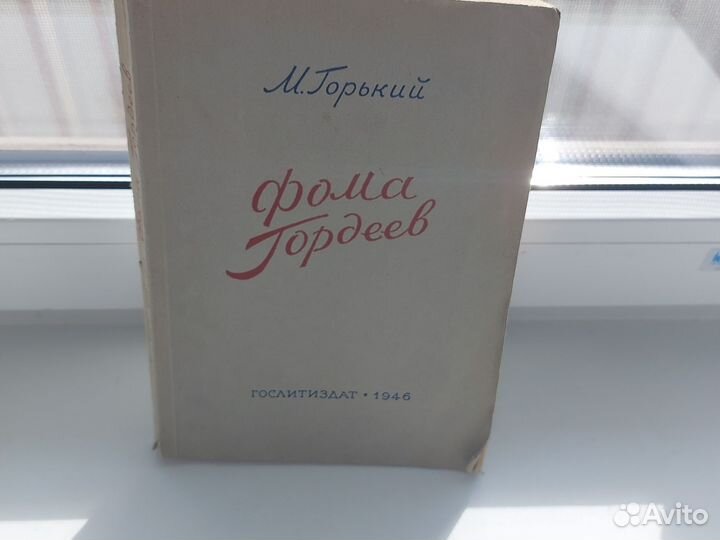 М. Горький
Фома
Гордеев
ГОСЛИТИЗДАТ • 1946
Avito